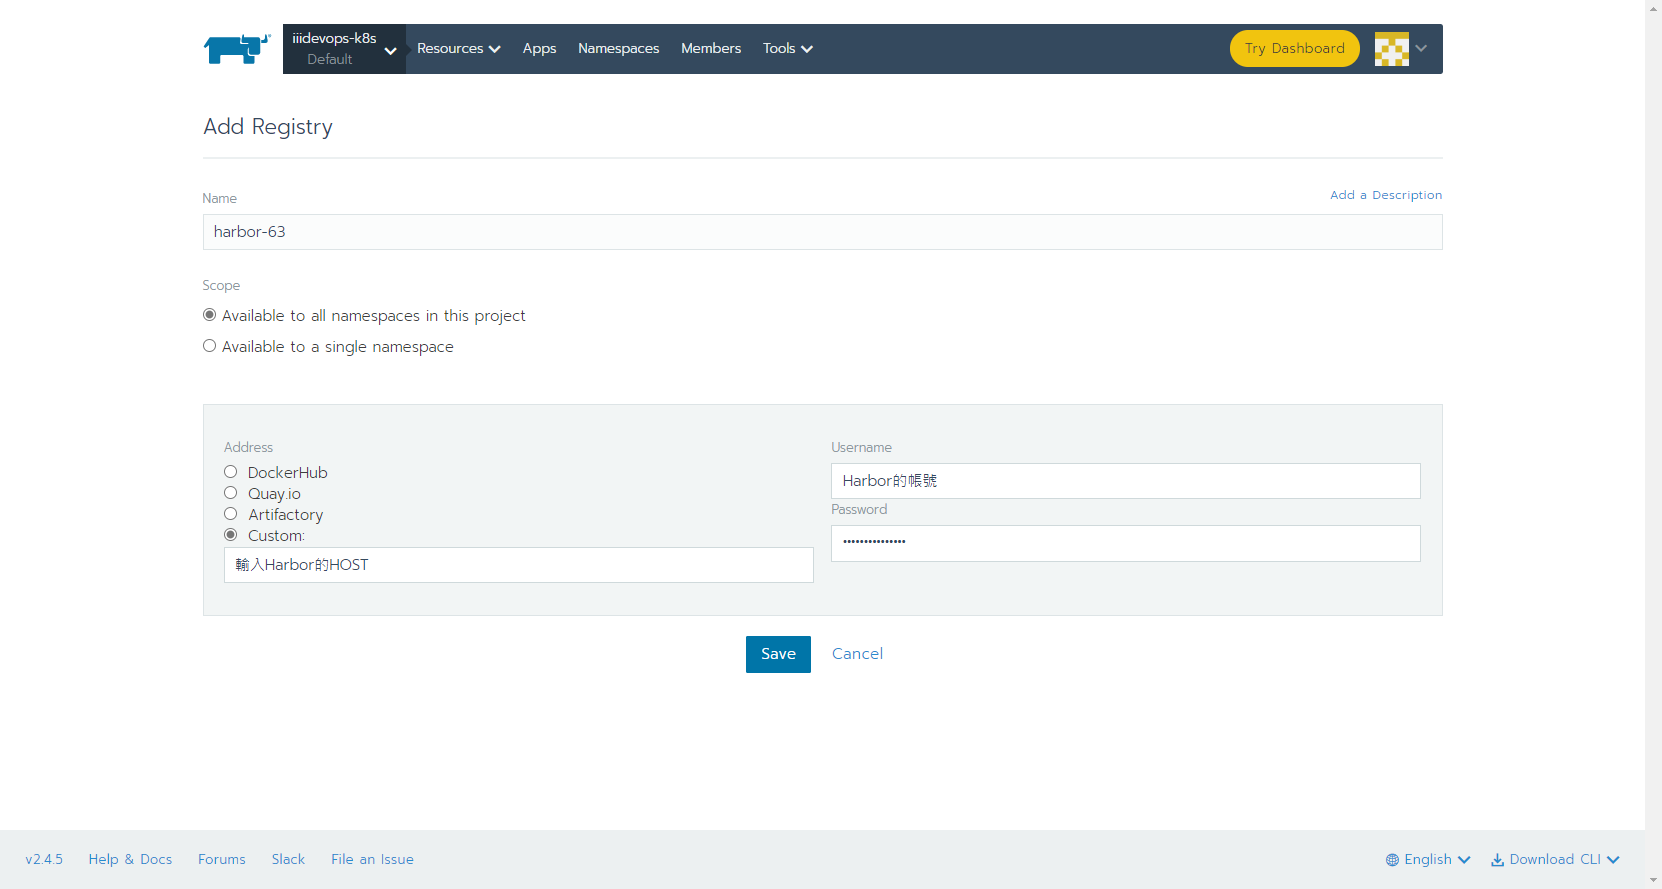 iiidevops-k8s
Default
Resources
Apps
Namespaces
Members
Tools
Try Dashboard
Add Registry
Name
Add a Description
harbor-63
Scope
Available to all namespaces in this project
Available to a single namespace
Address
DockerHub
Quay.io
Artifactory
Custom:
輸入Harbor的HOST
Username
Harbor的帳號
Password
•••••••••••••••
Save
Cancel
v2.4.5
Help & Docs
Forums
Slack
File an Issue
English
Download CLI